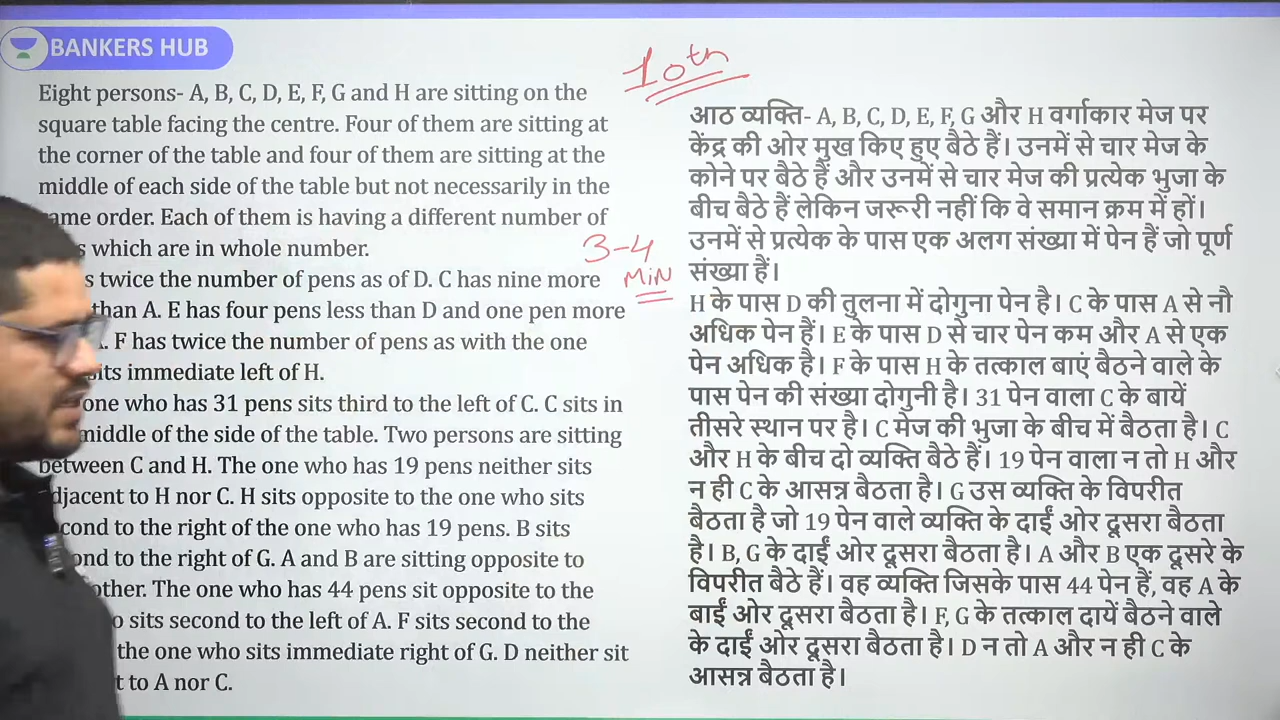 BANKERS HUB
10th
Eight persons- A, B, C, D, E, F, G and H are sitting on the
square table facing the centre. Four of them are sitting at
the corner of the table and four of them are sitting at the
middle of each side of the table but not necessarily in the
same order. Each of them is having a different number of
which are in whole number.
3-4
MIN
twice the number of pens as of D. C has nine more
than A. E has four pens less than D and one pen more
F has twice the number of pens as with the one
sits immediate left of H.
one who has 31 pens sits third to the left of C. C sits in
middle of the side of the table. Two persons are sitting
between C and H. The one who has 19 pens neither sits
adjacent to H nor C. H sits opposite to the one who sits
second to the right of the one who has 19 pens. B sits
second to the right of G. A and B are sitting opposite to
other. The one who has 44 pens sit opposite to the
sits second to the left of A. F sits second to the
the one who sits immediate right of G. D neither sit
to A nor C.
आठ व्यक्ति- A, B, C, D, E, F, G और H वर्गाकार मेज पर
केंद्र की ओर मुख किए हुए बैठे हैं। उनमें से चार मेज के
कोने पर बैठे हैं और उनमें से चार मेज की प्रत्येक भुजा के
बीच बैठे हैं लेकिन जरूरी नहीं कि वे समान क्रम में हों।
उनमें से प्रत्येक के पास एक अलग संख्या में पेन हैं जो पूर्ण
संख्या हैं।
H के पास D की तुलना में दोगुना पेन है। C के पास A से नौ
अधिक पेन हैं। E के पास D से चार पेन कम और A से एक
पेन अधिक है। F के पास H के तत्काल बाएं बैठने वाले के
पास पेन की संख्या दोगुनी है। 31 पेन वाला C के बायें
तीसरे स्थान पर है। C मेज की भुजा के बीच में बैठता है। C
और H के बीच दो व्यक्ति बैठे हैं। 19 पेन वाला न तो H और
न ही C के आसन्न बैठता है। G उस व्यक्ति के विपरीत
बैठता है जो 19 पेन वाले व्यक्ति के दाईं ओर दूसरा बैठता
है। B, G के दाईं ओर दूसरा बैठता है। A और B एक दूसरे के
विपरीत बैठे हैं। वह व्यक्ति जिसके पास 44 पेन हैं, वह A के
बाईं ओर दूसरा बैठता है। F, G के तत्काल दायें बैठने वाले
के दाईं ओर दूसरा बैठता है। D न तो A और न ही C के
आसन्न बैठता है।